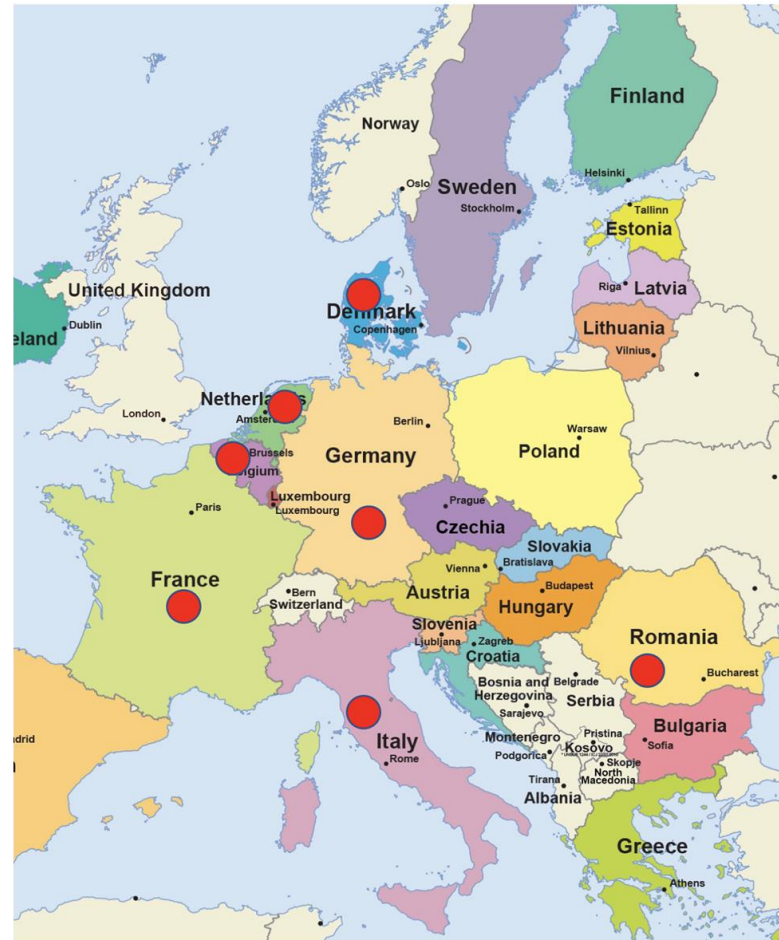 Finland
Norway
Helsinki
Oslo
Sweden
Stockholm
Tallinn
Estonia
United Kingdom
Riga
Latvia
Denmark
Copenhagen
Lithuania
Dublin
eland
Vilnius
Netherlands
Amster
London
Berlin
Warsaw
Brussels
Germany
Poland
lgium
Luxembourg
Luxembourg
Prague
Paris
Czechia
Slovakia
Vienna
Bratislava
France
Bern
Switzerland
Austria
Budapest
Hungary
Slovenia
Ljubljana
Zagreb
Croatia
Romania
Bucharest
Bosnia and
Herzegovina
Belgrade
Serbia
Sarajevo
Bulgaria
Italy
Montenegro
Pristina
Kosovo
Sofia
Podgorica
Rome
Skopje
North
Macedonia
Tirana
Albania
drid
Greece
Athens